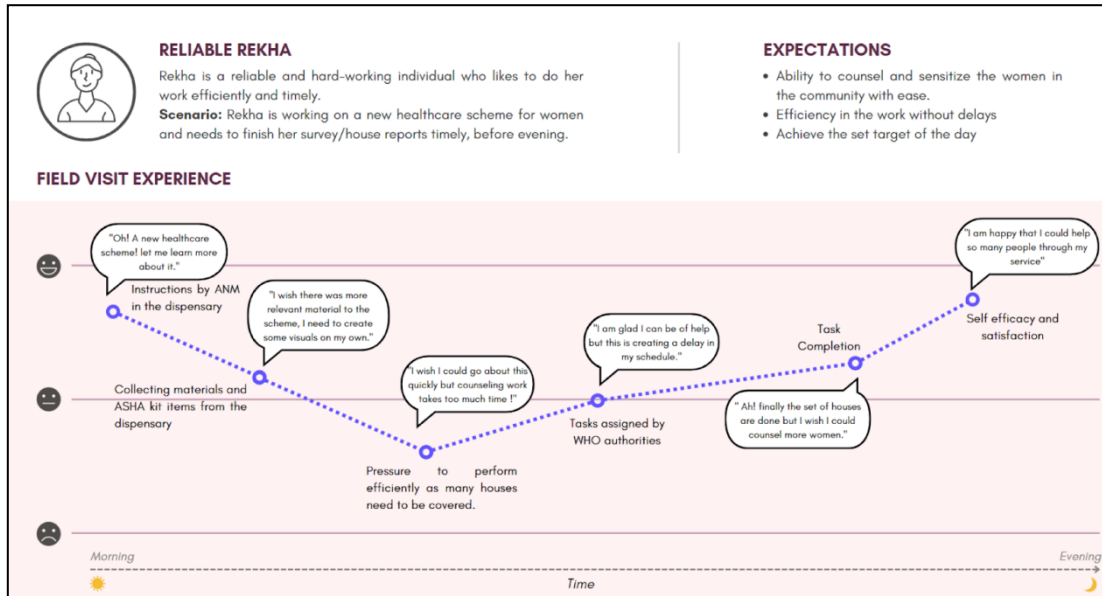 RELIABLE REKHA
Rekha is a reliable and hard-working individual who likes to do her
work efficiently and timely.
Scenario: Rekha is working on a new healthcare scheme for women
and needs to finish her survey/house reports timely, before evening.
EXPECTATIONS
• Ability to counsel and sensitize the women in
the community with ease.
• Efficiency in the work without delays
• Achieve the set target of the day
FIELD VISIT EXPERIENCE
"Oh! A new healthcare
scheme! let me learn more
about it."
Instructions by ANM
in the dispensary
"I wish there was more
relevant material to the
scheme, I need to create
some visuals on my own."
Collecting materials and
ASHA kit items from the
dispensary
"I wish I could go about this
quickly but counseling work
takes too much time !"
Pressure to perform
efficiently as many houses
need to be covered.
"I am glad I can be of help
but this is creating a delay in
my schedule."
Tasks assigned by
WHO authorities
Task
Completion
" Ah! finally the set of houses
are done but I wish I could
counsel more women."
"I am happy that I could help
so many people through my
service"
Self efficacy and
satisfaction
Morning
Evening
Time